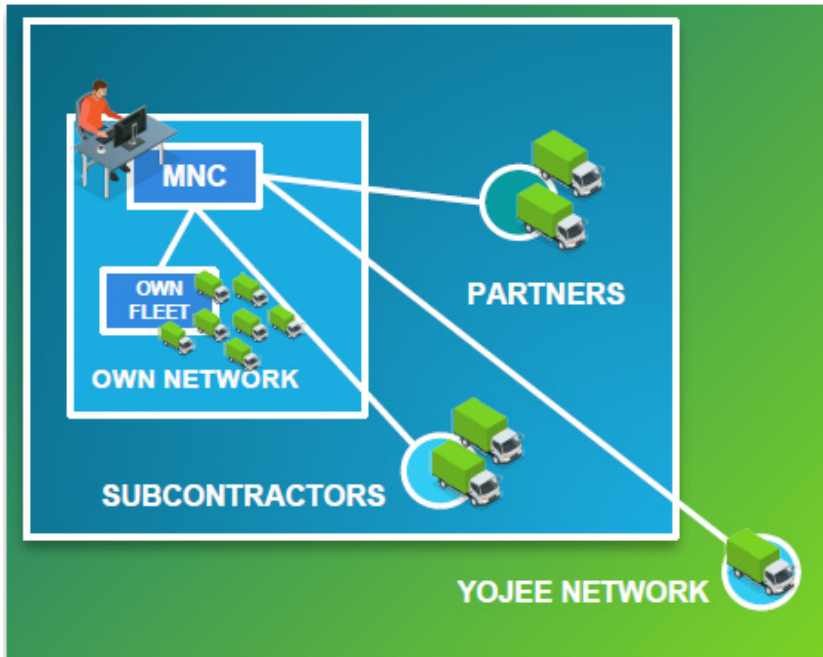 MNC
OWN
FLEET
OWN NETWORK
PARTNERS
SUBCONTRACTORS
YOJEE NETWORK